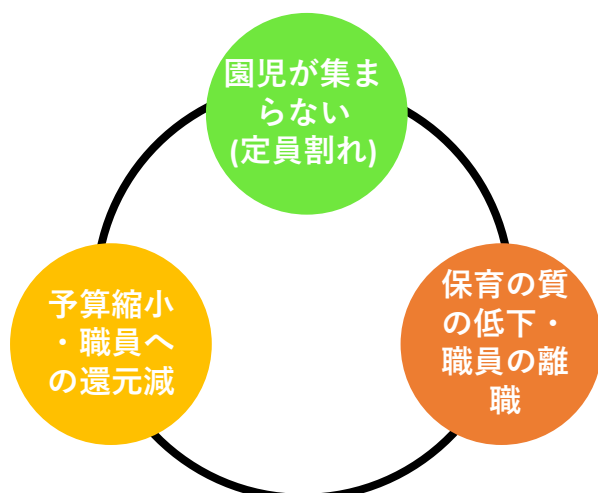 園児が集ま
らない
(定員割れ)
予算縮小
・職員へ
の還元減
保育の質
の低下・
職員の離
職